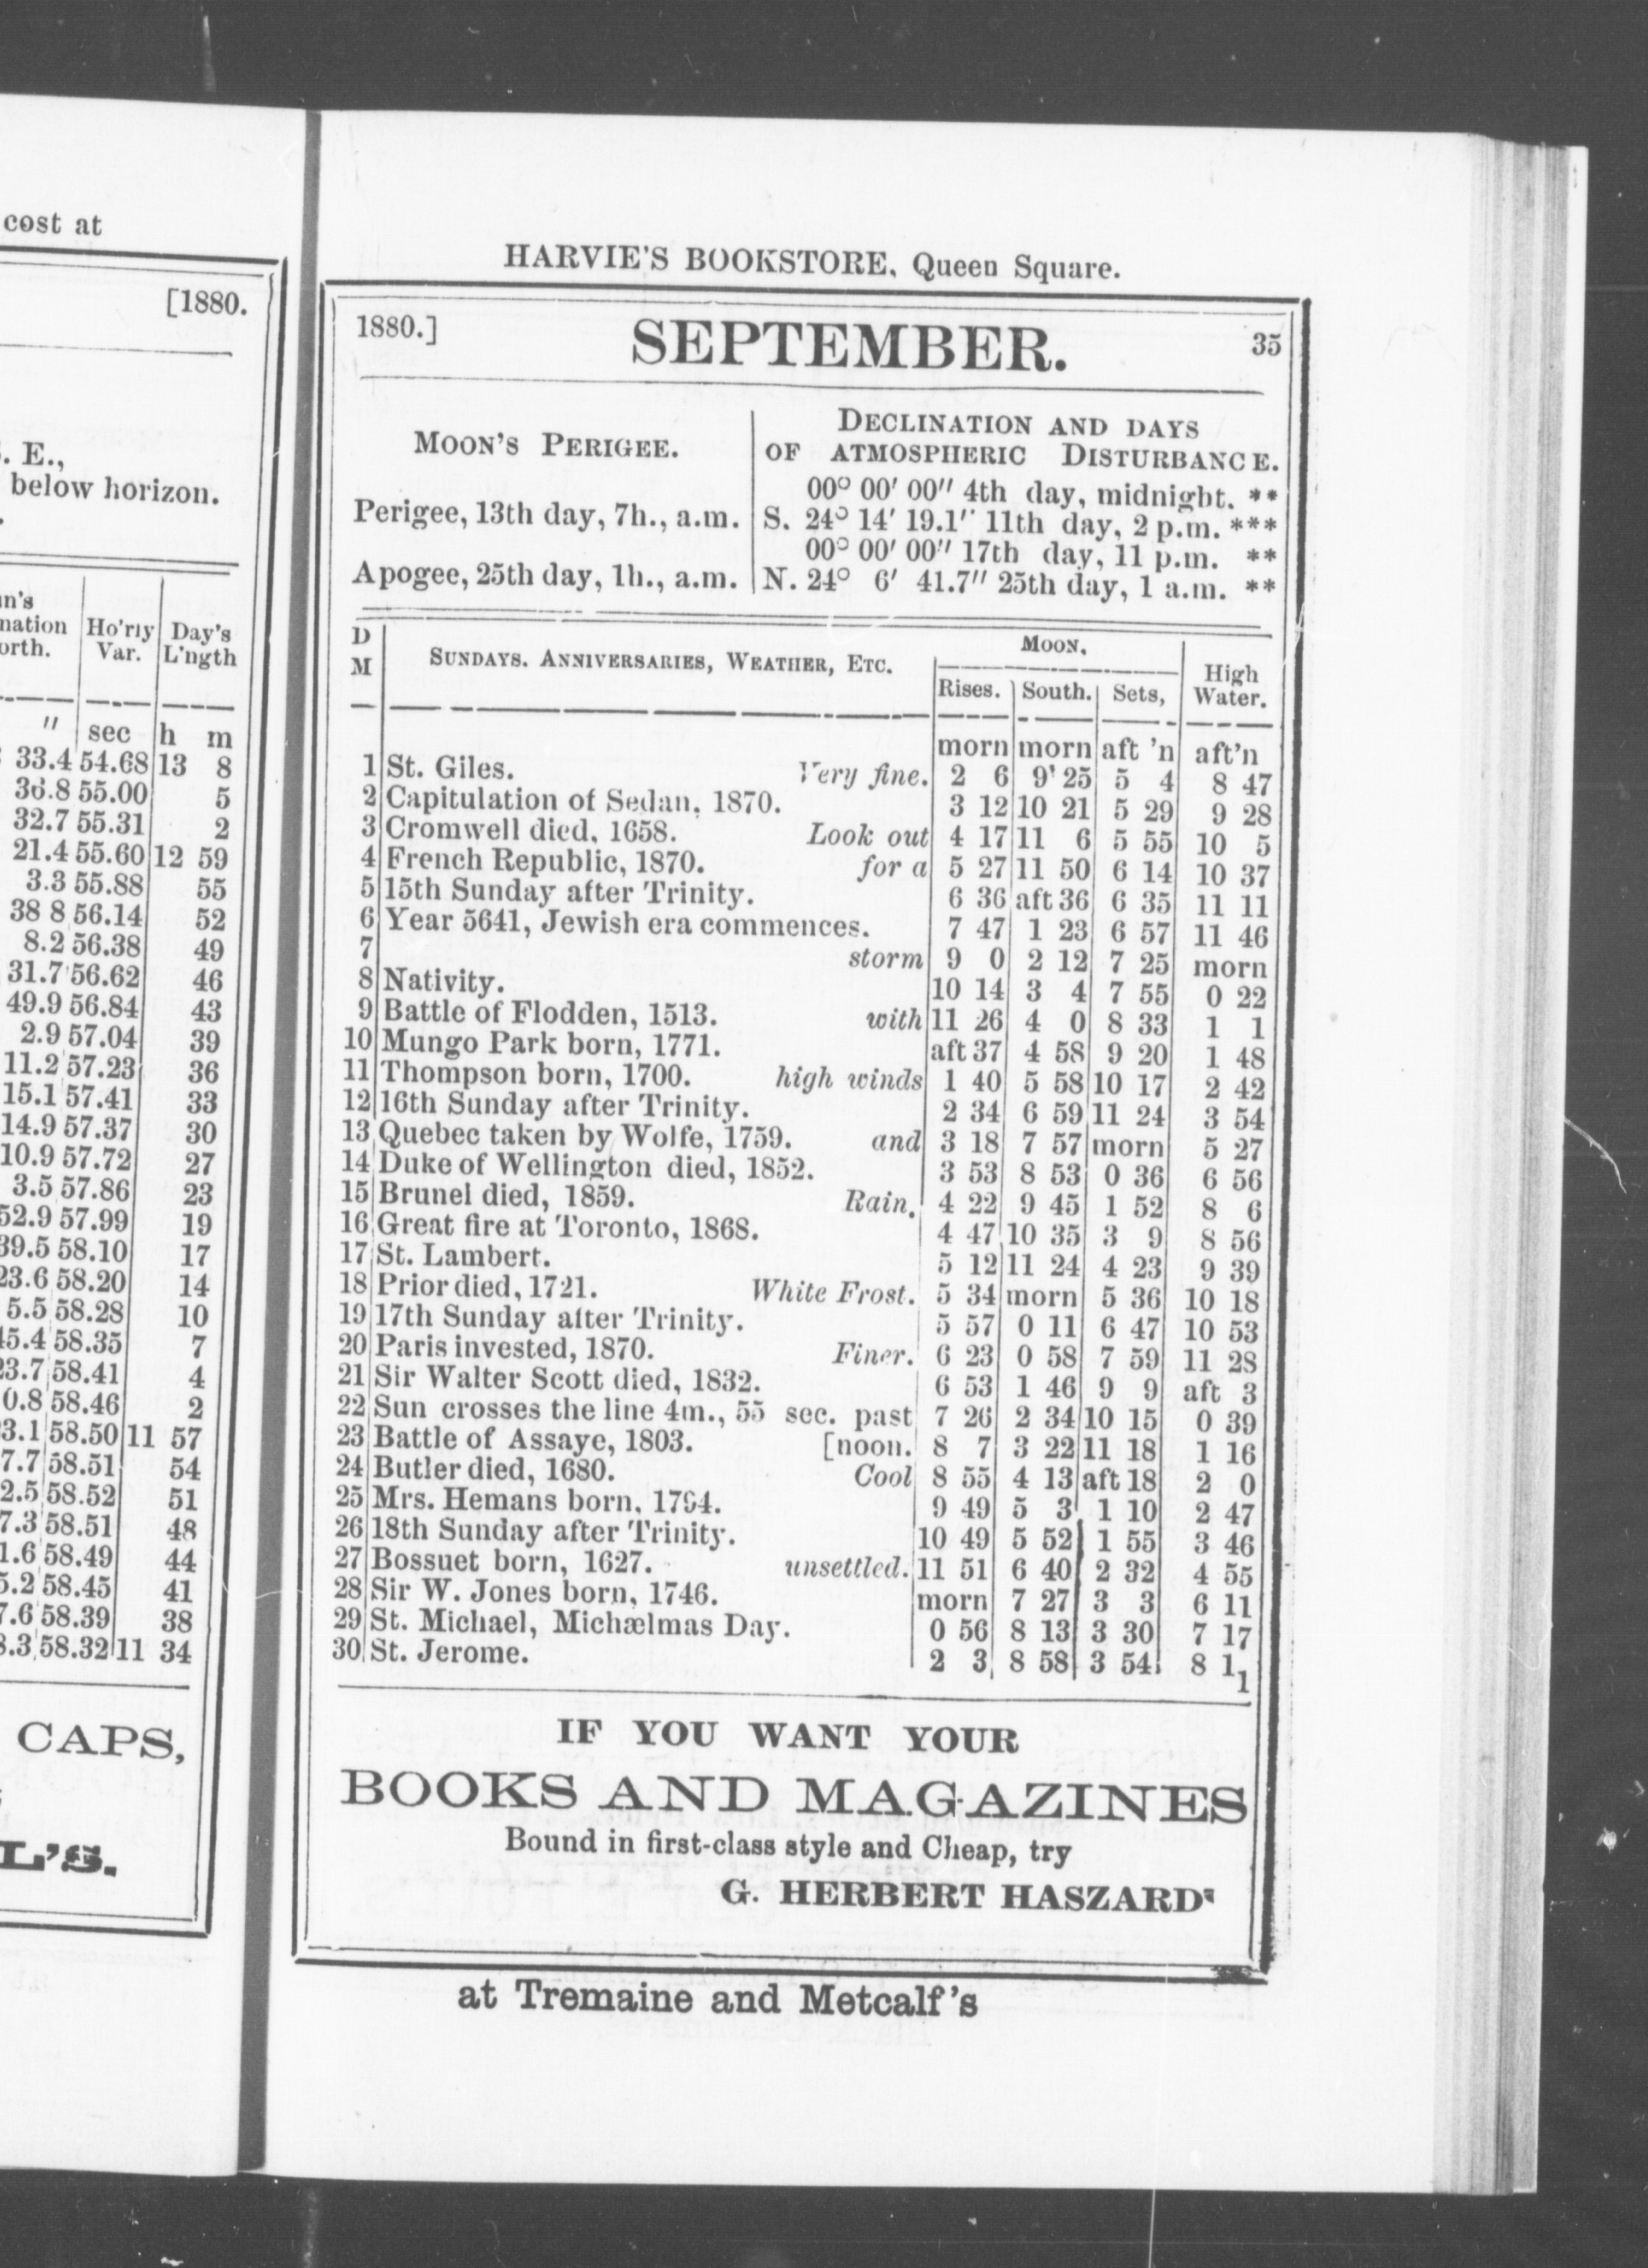 cost at
[1880.
. E.,
below horizon.
nation Ho'rly Day's
orth. Var. L'ngth
" sec h m
33.4 54.68 13 8
36.8 55.00 5
32.7 55.31 2
21.4 55.60 12 59
3.3 55.88 55
38 8 56.14 52
8.2 56.38 49
31.7 56.62 46
49.9 56.84 43
2.9 57.04 39
11.2 57.23 36
15.1 57.41 33
14.9 57.37 30
10.9 57.72 27
3.5 57.86 23
52.9 57.99 19
39.5 58.10 17
23.6 58.20 14
5.5 58.28 10
45.4 58.35 7
23.7 58.41 4
0.8 58.46 2
3.1 58.50 11 57
7.7 58.51 54
2.5 58.52 51
7.3 58.51 48
1.6 58.49 44
5.2 58.45 41
7.6 58.39 38
3.3 58.32 11 34
CAPS,
L'S.
HARVIE'S BOOKSTORE, Queen Square.
1880.] SEPTEMBER. 35
MOON'S PERIGEE.
Perigee, 13th day, 7h., a.m.
Apogee, 25th day, 1h., a.m.
DECLINATION AND DAYS
OF ATMOSPHERIC DISTURBANCE.
00° 00' 00" 4th day, midnight. **
S. 24° 14' 19.1" 11th day, 2 p.m. ***
00° 00' 00" 17th day, 11 p.m. **
N. 24° 6' 41.7" 25th day, 1 a.m. **
D M SUNDAYS. ANNIVERSARIES, WEATHER, ETC. MOON, High Water.
Rises. South. Sets,
morn morn aft 'n aft'n
1 St. Giles. Very fine. 2 6 9 25 5 4 8 47
2 Capitulation of Sedan, 1870. 3 12 10 21 5 29 9 28
3 Cromwell died, 1658. Look out 4 17 11 6 5 55 10 5
4 French Republic, 1870. for a 5 27 11 50 6 14 10 37
5 15th Sunday after Trinity. 6 36 aft 36 6 35 11 11
6 Year 5641, Jewish era commences. 7 47 1 23 6 57 11 46
7 storm 9 0 2 12 7 25 morn
8 Nativity. 10 14 3 4 7 55 0 22
9 Battle of Flodden, 1513. with 11 26 4 0 8 33 1 1
10 Mungo Park born, 1771. aft 37 4 58 9 20 1 48
11 Thompson born, 1700. high winds 1 40 5 58 10 17 2 42
12 16th Sunday after Trinity. 2 34 6 59 11 24 3 54
13 Quebec taken by Wolfe, 1759. and 3 18 7 57 morn 5 27
14 Duke of Wellington died, 1852. 3 53 8 53 0 36 6 56
15 Brunel died, 1859. Rain. 4 22 9 45 1 52 8 6
16 Great fire at Toronto, 1868. 4 47 10 35 3 9 8 56
17 St. Lambert. 5 12 11 24 4 23 9 39
18 Prior died, 1721. White Frost. 5 34 morn 5 36 10 18
19 17th Sunday after Trinity. 5 57 0 11 6 47 10 53
20 Paris invested, 1870. Finer. 6 23 0 58 7 59 11 28
21 Sir Walter Scott died, 1832. 6 53 1 46 9 9 aft 3
22 Sun crosses the line 4m., 55 sec. past 7 26 2 34 10 15 0 39
23 Battle of Assaye, 1803. [noon. 8 7 3 22 11 18 1 16
24 Butler died, 1680. Cool 8 55 4 13 aft 18 2 0
25 Mrs. Hemans born, 1794. 9 49 5 3 1 10 2 47
26 18th Sunday after Trinity. 10 49 5 52 1 55 3 46
27 Bossuet born, 1627. unsettled. 11 51 6 40 2 32 4 55
28 Sir W. Jones born, 1746. morn 7 27 3 3 6 11
29 St. Michael, Michælmas Day. 0 56 8 13 3 30 7 17
30 St. Jerome. 2 3 8 58 3 54 8 11
IF YOU WANT YOUR
BOOKS AND MAGAZINES
Bound in first-class style and Cheap, try
G. HERBERT HASZARD
at Tremaine and Metcalf's